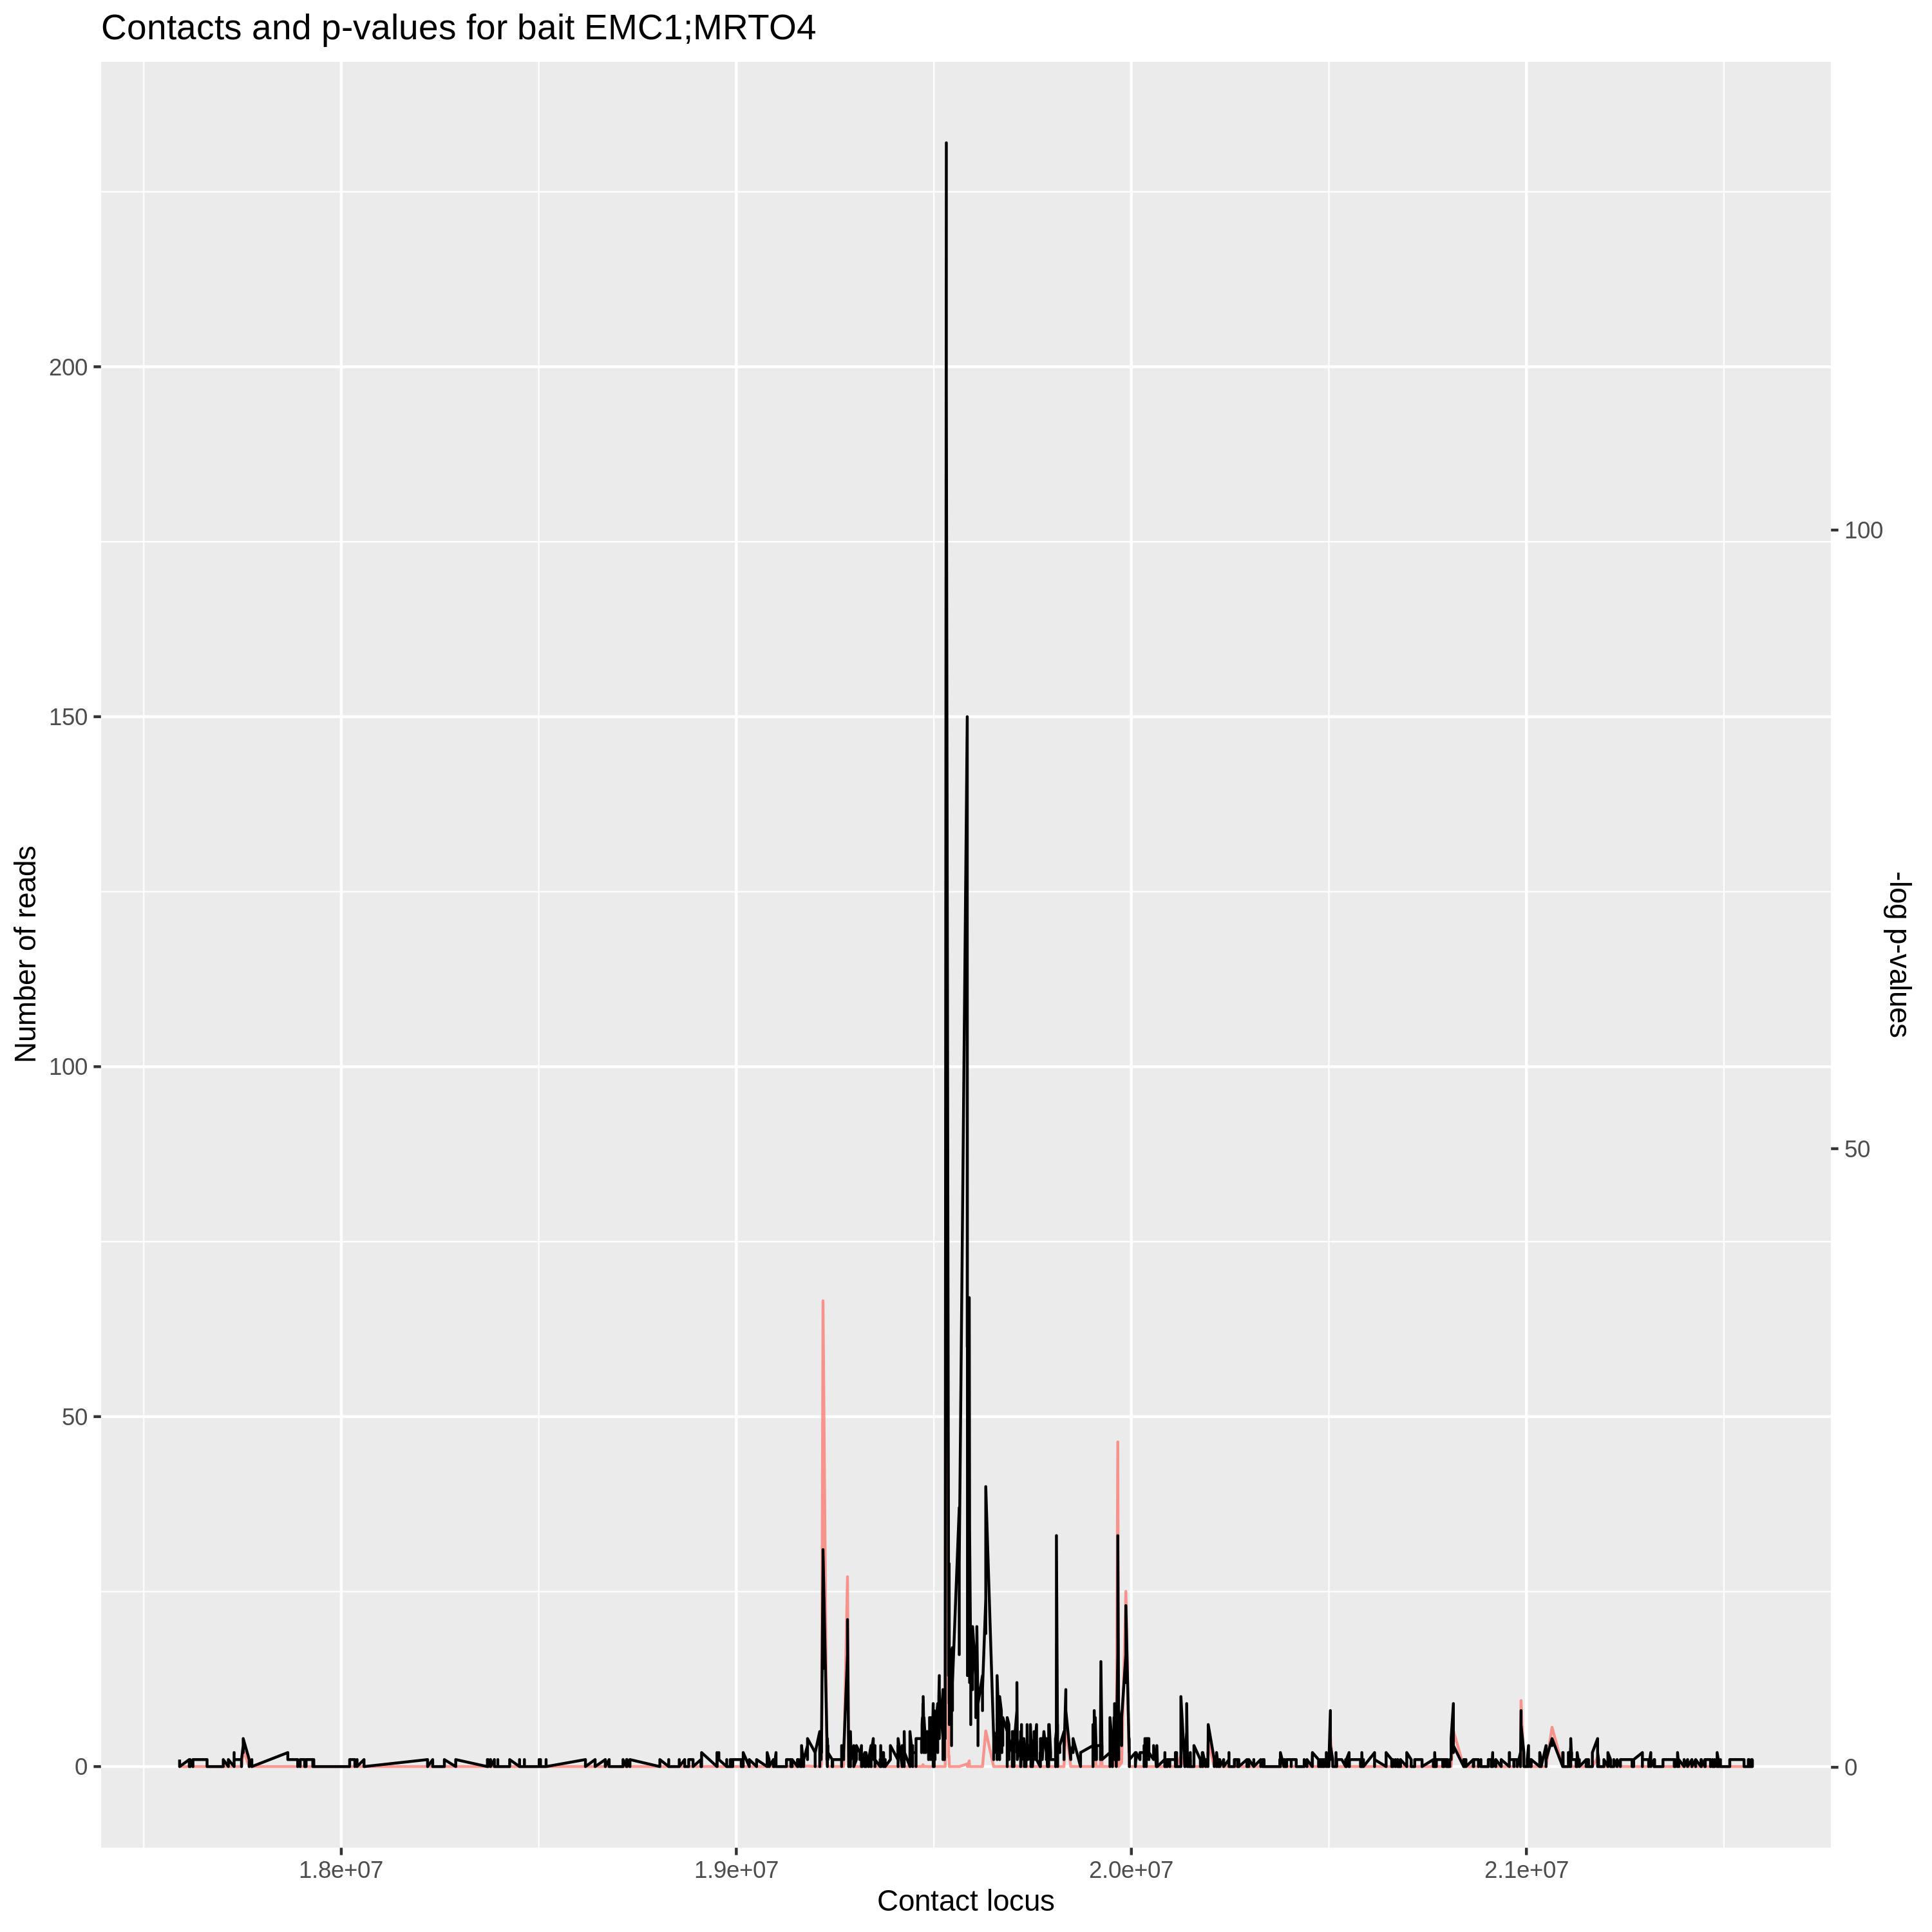 Contacts and p-values for bait EMC1;MRTO4
200
150
100
50
0
Number of reads
100
50
0
-log p-values
1.8e+07
1.9e+07
2.0e+07
2.1e+07
Contact locus